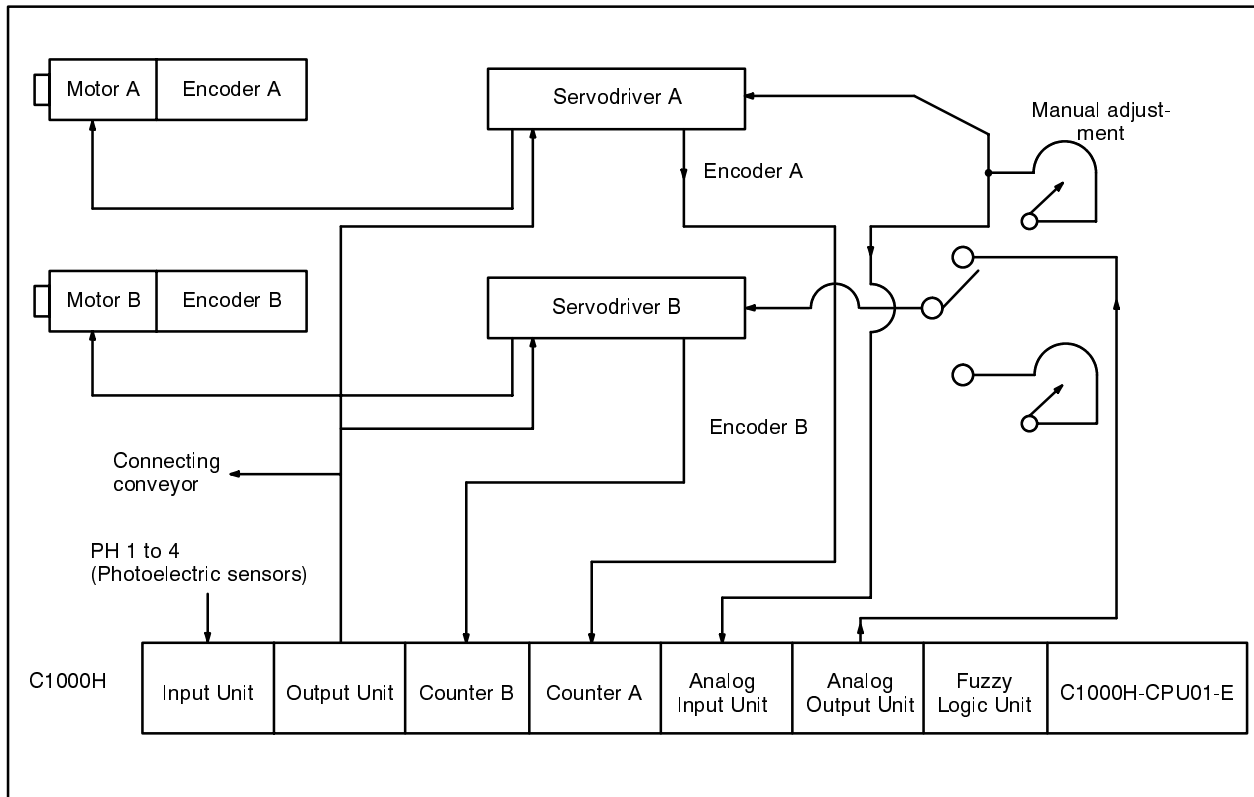 Motor A
Encoder A
Servodriver A
Manual adjust-
ment
Encoder A
Motor B
Encoder B
Servodriver B
Encoder B
Connecting
conveyor
PH 1 to 4
(Photoelectric sensors)
C1000H
Input Unit
Output Unit
Counter B
Counter A
Analog
Input Unit
Analog
Output Unit
Fuzzy
Logic Unit
C1000H-CPU01-E